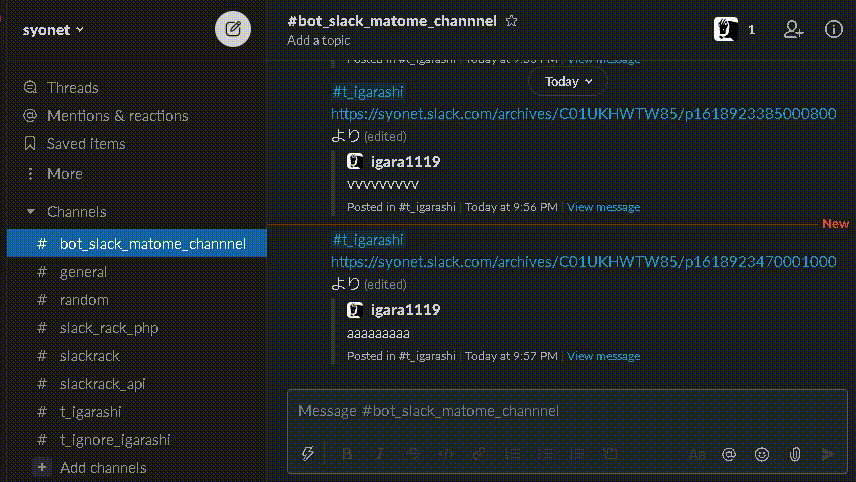 syonet
Threads
Mentions & reactions
Saved items
More
Channels
# bot_slack_matome_channnel
# general
# random
# slack_rack_php
# slackrack
# slackrack_api
# t_igarashi
# t_ignore_igarashi
+ Add channels
#bot_slack_matome_channnel
Add a topic
1
Posted in #t_igarashi | Today at 9:55 PM | View message
Today
#t_igarashi
https://syonet.slack.com/archives/C01UKHWTW85/p1618923385000800
より (edited)
igara1119
vvvvvvvvv
Posted in #t_igarashi | Today at 9:56 PM | View message
New
#t_igarashi
https://syonet.slack.com/archives/C01UKHWTW85/p1618923470001000
より (edited)
igara1119
aaaaaaaaa
Posted in #t_igarashi | Today at 9:57 PM | View message
Message #bot_slack_matome_channnel
B I S </> Aa @